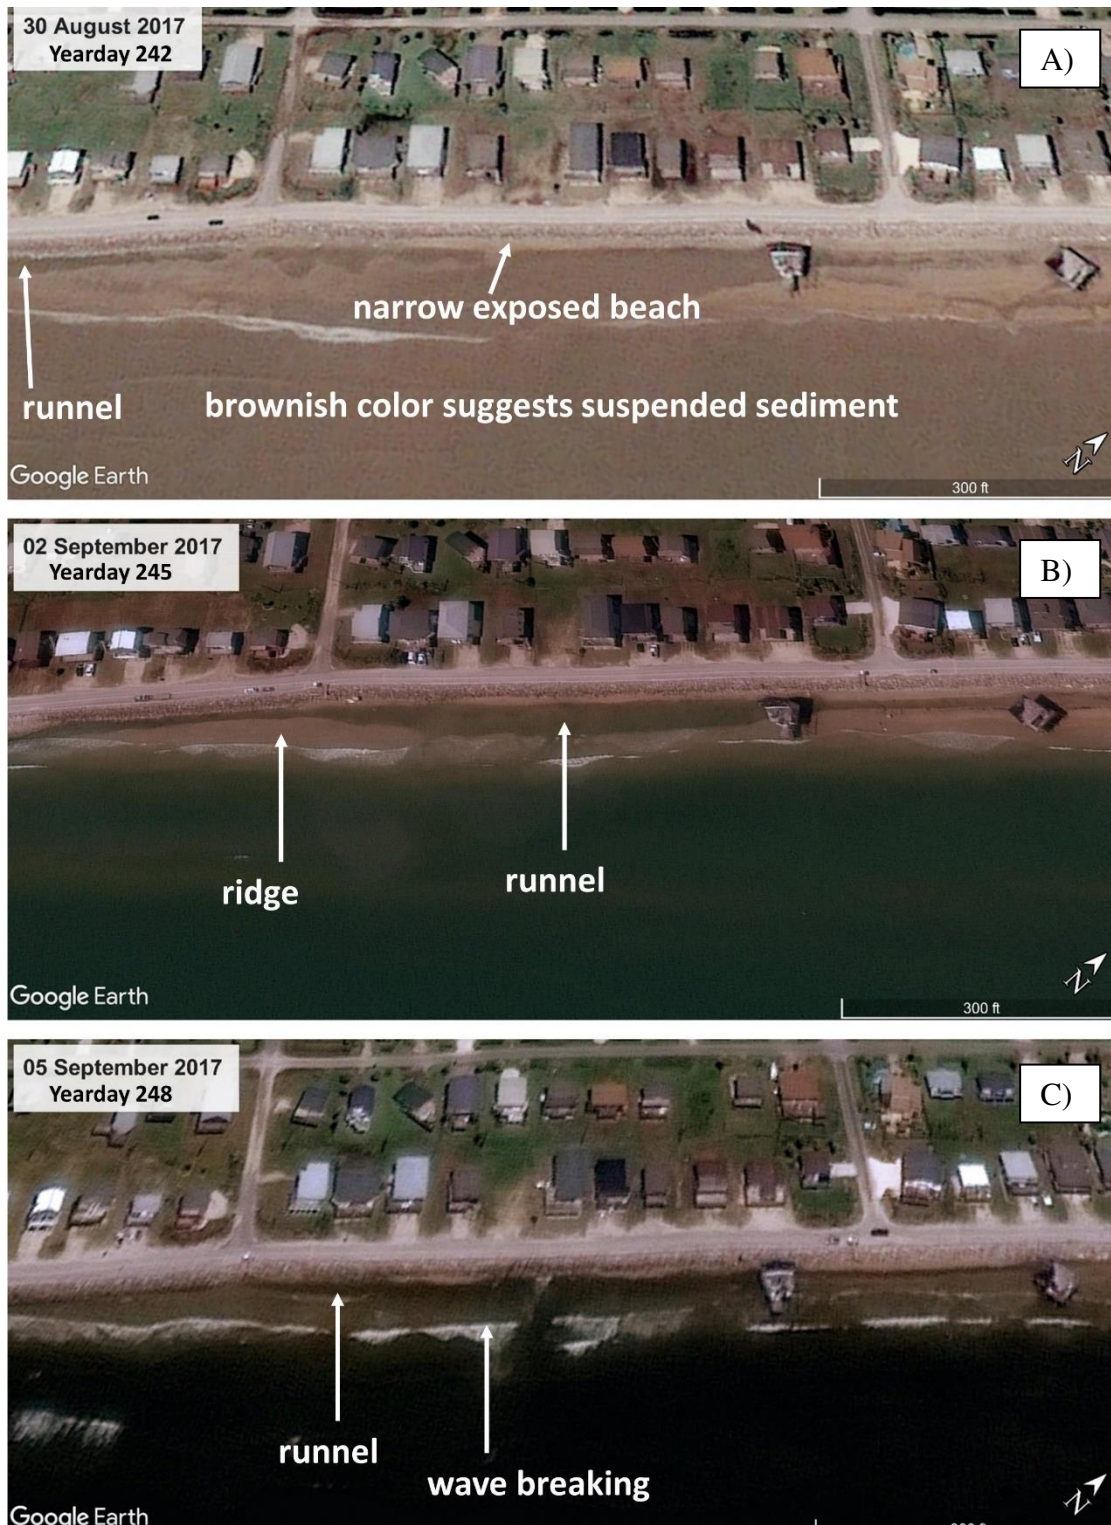 30 August 2017
Yearday 242
A)
narrow exposed beach
runnel
brownish color suggests suspended sediment
N
Google Earth
300 ft
02 September 2017
Yearday 245
B)
ridge
runnel
N
Google Earth
300 ft
05 September 2017
Yearday 248
C)
runnel
wave breaking
N
Google Earth